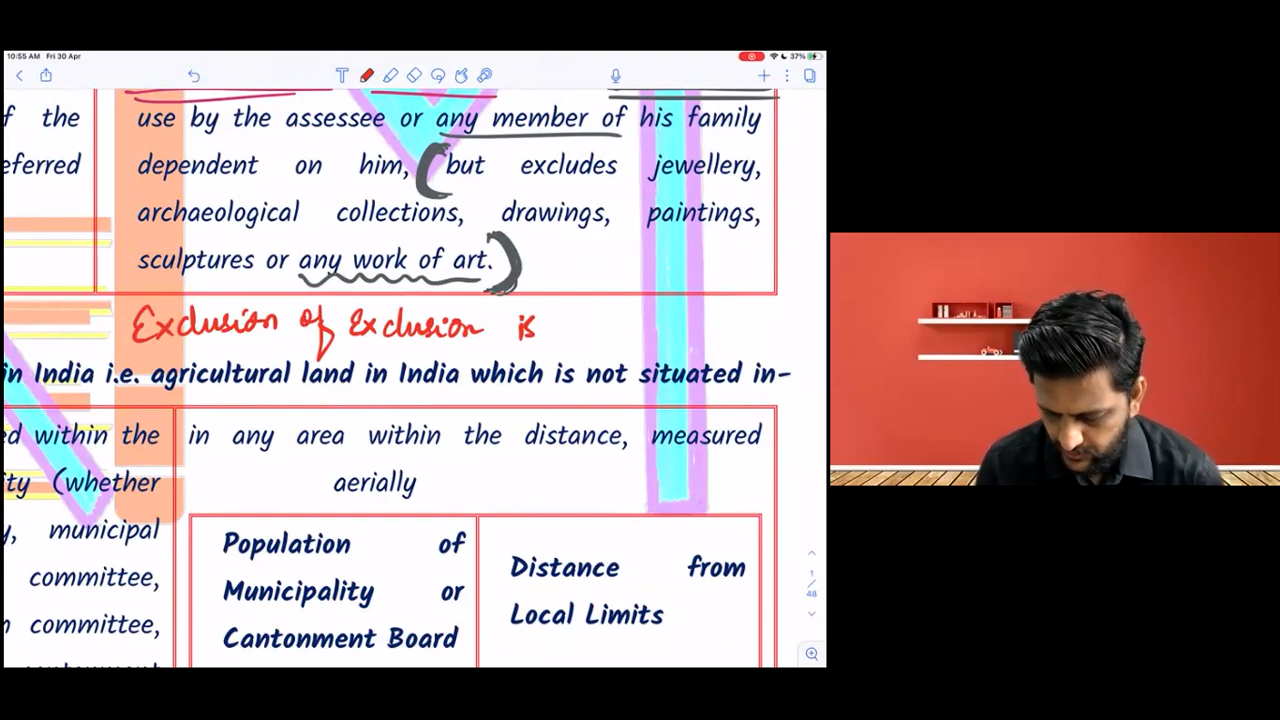 10:55 AM Fri 30 Apr
37%
f the
eferred
use by the assessee or any member of his family
dependent on him, (but excludes jewellery,
archaeological collections, drawings, paintings,
sculptures or any work of art.)
Exclusion of Exclusion is
in India i.e. agricultural land in India which is not situated in-
ed within the
ity (whether
y, municipal
committee,
committee,
in any area within the distance, measured
aerially
Population of
Municipality or
Cantonment Board
Distance from
Local Limits
1
/
48